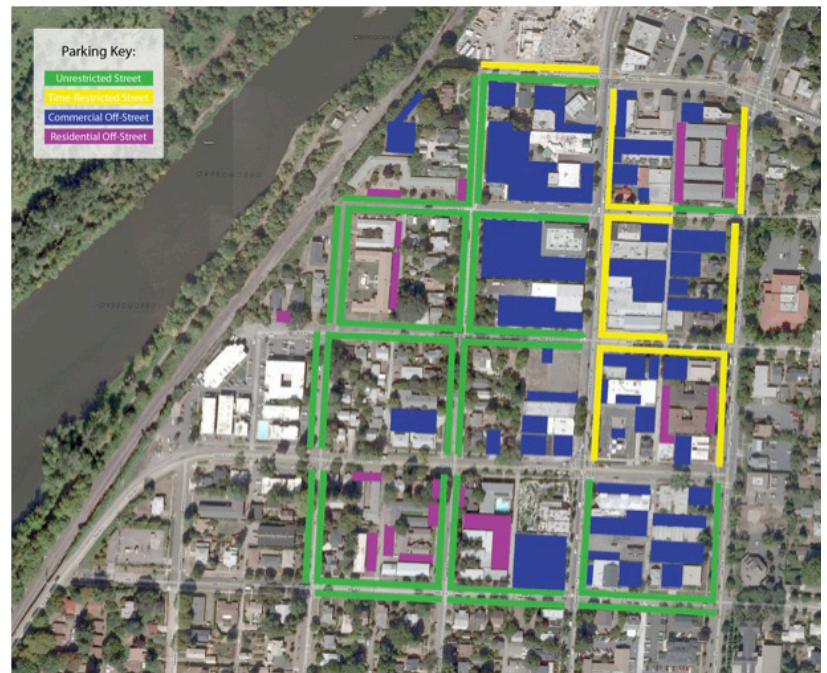 Parking Key:
Unrestricted Street
Time Restricted Street
Commercial Off-Street
Residential Off-Street